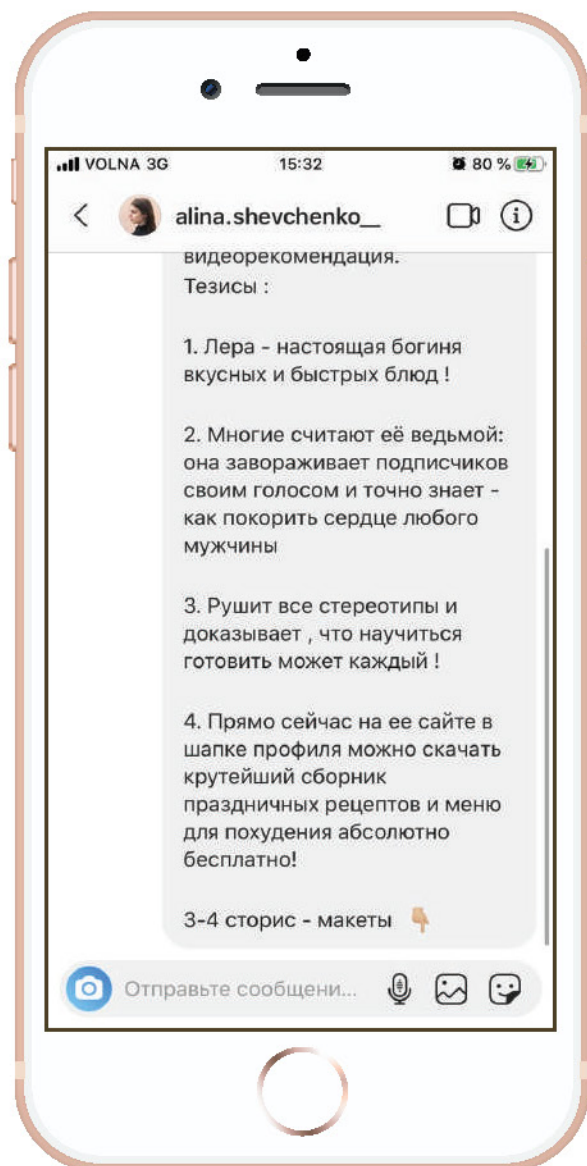 VOLNA 3G 15:32 80 %
alina.shevchenko__
видеорекомендация.
Тезисы :
1. Лера - настоящая богиня
вкусных и быстрых блюд !
2. Многие считают её ведьмой:
она завораживает подписчиков
своим голосом и точно знает -
как покорить сердце любого
мужчины
3. Рушит все стереотипы и
доказывает , что научиться
готовить может каждый !
4. Прямо сейчас на ее сайте в
шапке профиля можно скачать
крутейший сборник
праздничных рецептов и меню
для похудения абсолютно
бесплатно!
3-4 сторис - макеты 👇🏼
Отправьте сообщени...